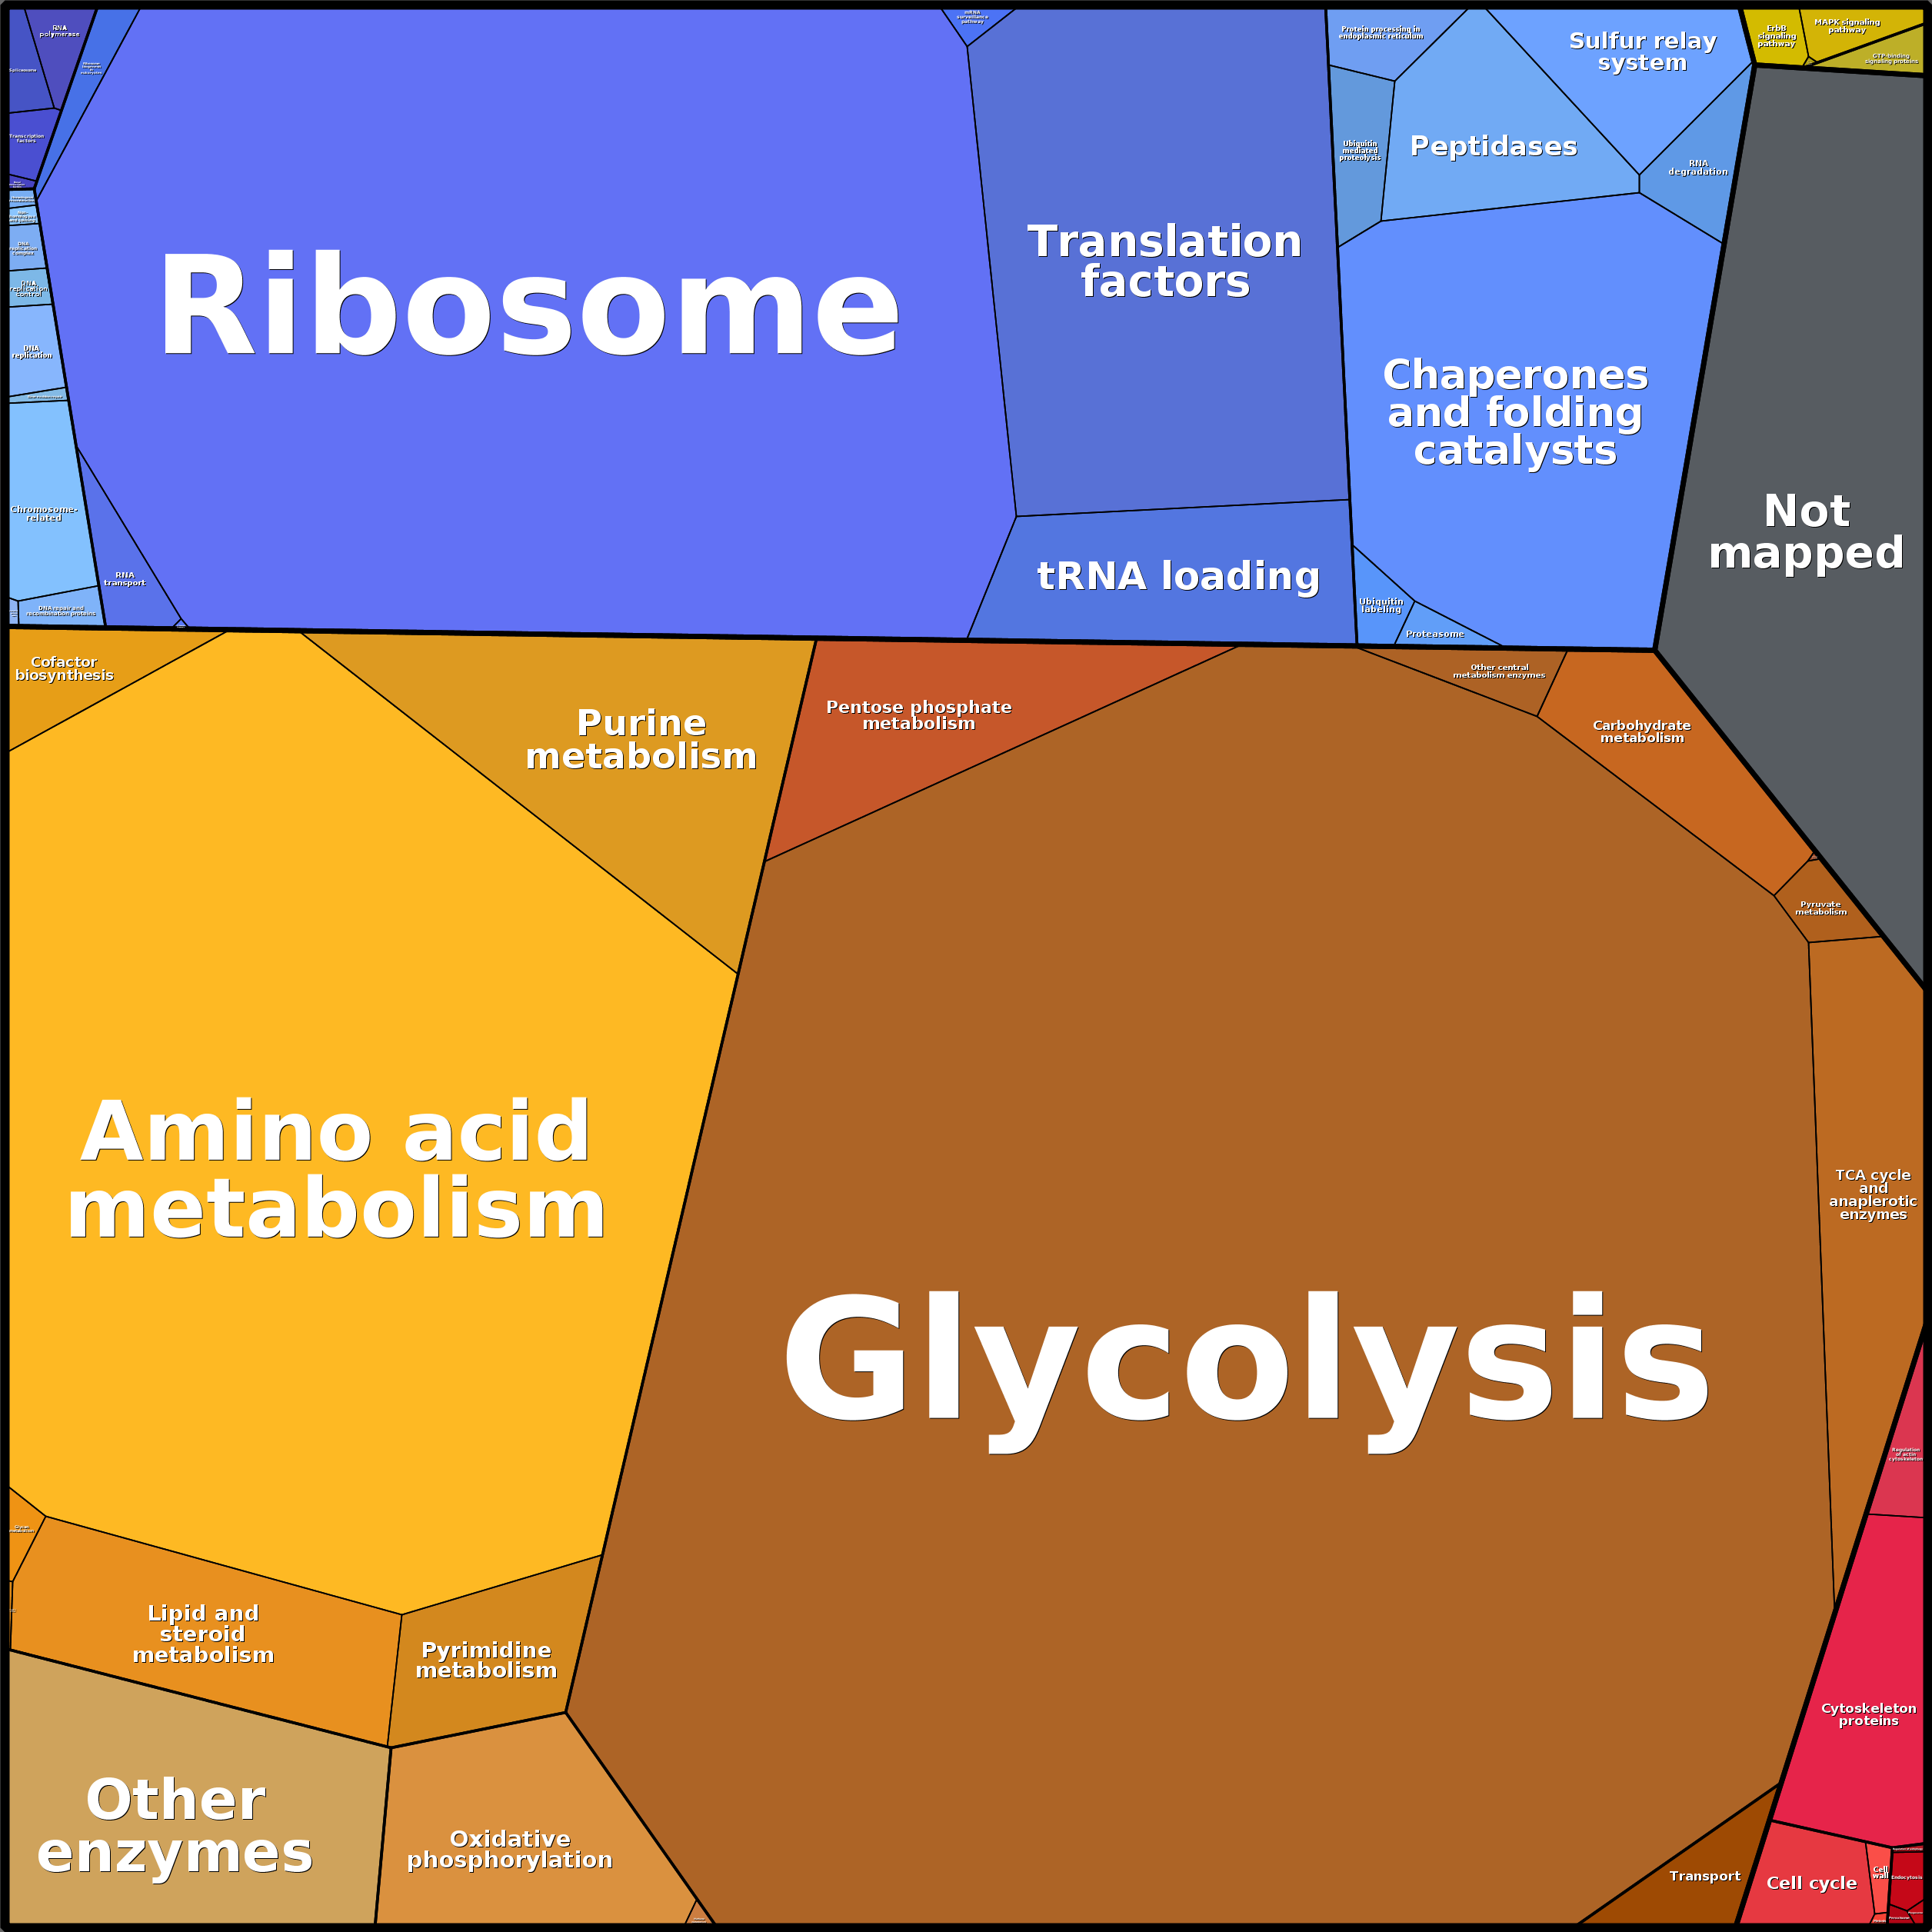 RNA
polymerase
Spliceosome
Transcription
factors
mRNA
surveillance
pathway
Ribosome
Translation
factors
tRNA loading
RNA
transport
DNA
replication
control
DNA
replication
Chromosome-
related
DNA repair and
recombination proteins
Protein processing in
endoplasmic reticulum
Sulfur relay
system
Peptidases
Ubiquitin
mediated
proteolysis
RNA
degradation
Chaperones
and folding
catalysts
Ubiquitin
labeling
Proteasome
ErbB
signaling
pathway
MAPK signaling
pathway
GTP-binding
signaling proteins
Not
mapped
Cofactor
biosynthesis
Purine
metabolism
Amino acid
metabolism
Lipid and
steroid
metabolism
Pyrimidine
metabolism
Other
enzymes
Oxidative
phosphorylation
Pentose phosphate
metabolism
Other central
metabolism enzymes
Carbohydrate
metabolism
Pyruvate
metabolism
TCA cycle
and
anaplerotic
enzymes
Glycolysis
Transport
Regulation
of actin
cytoskeleton
Cytoskeleton
proteins
Cell cycle
Cell
wall
Endocytosis